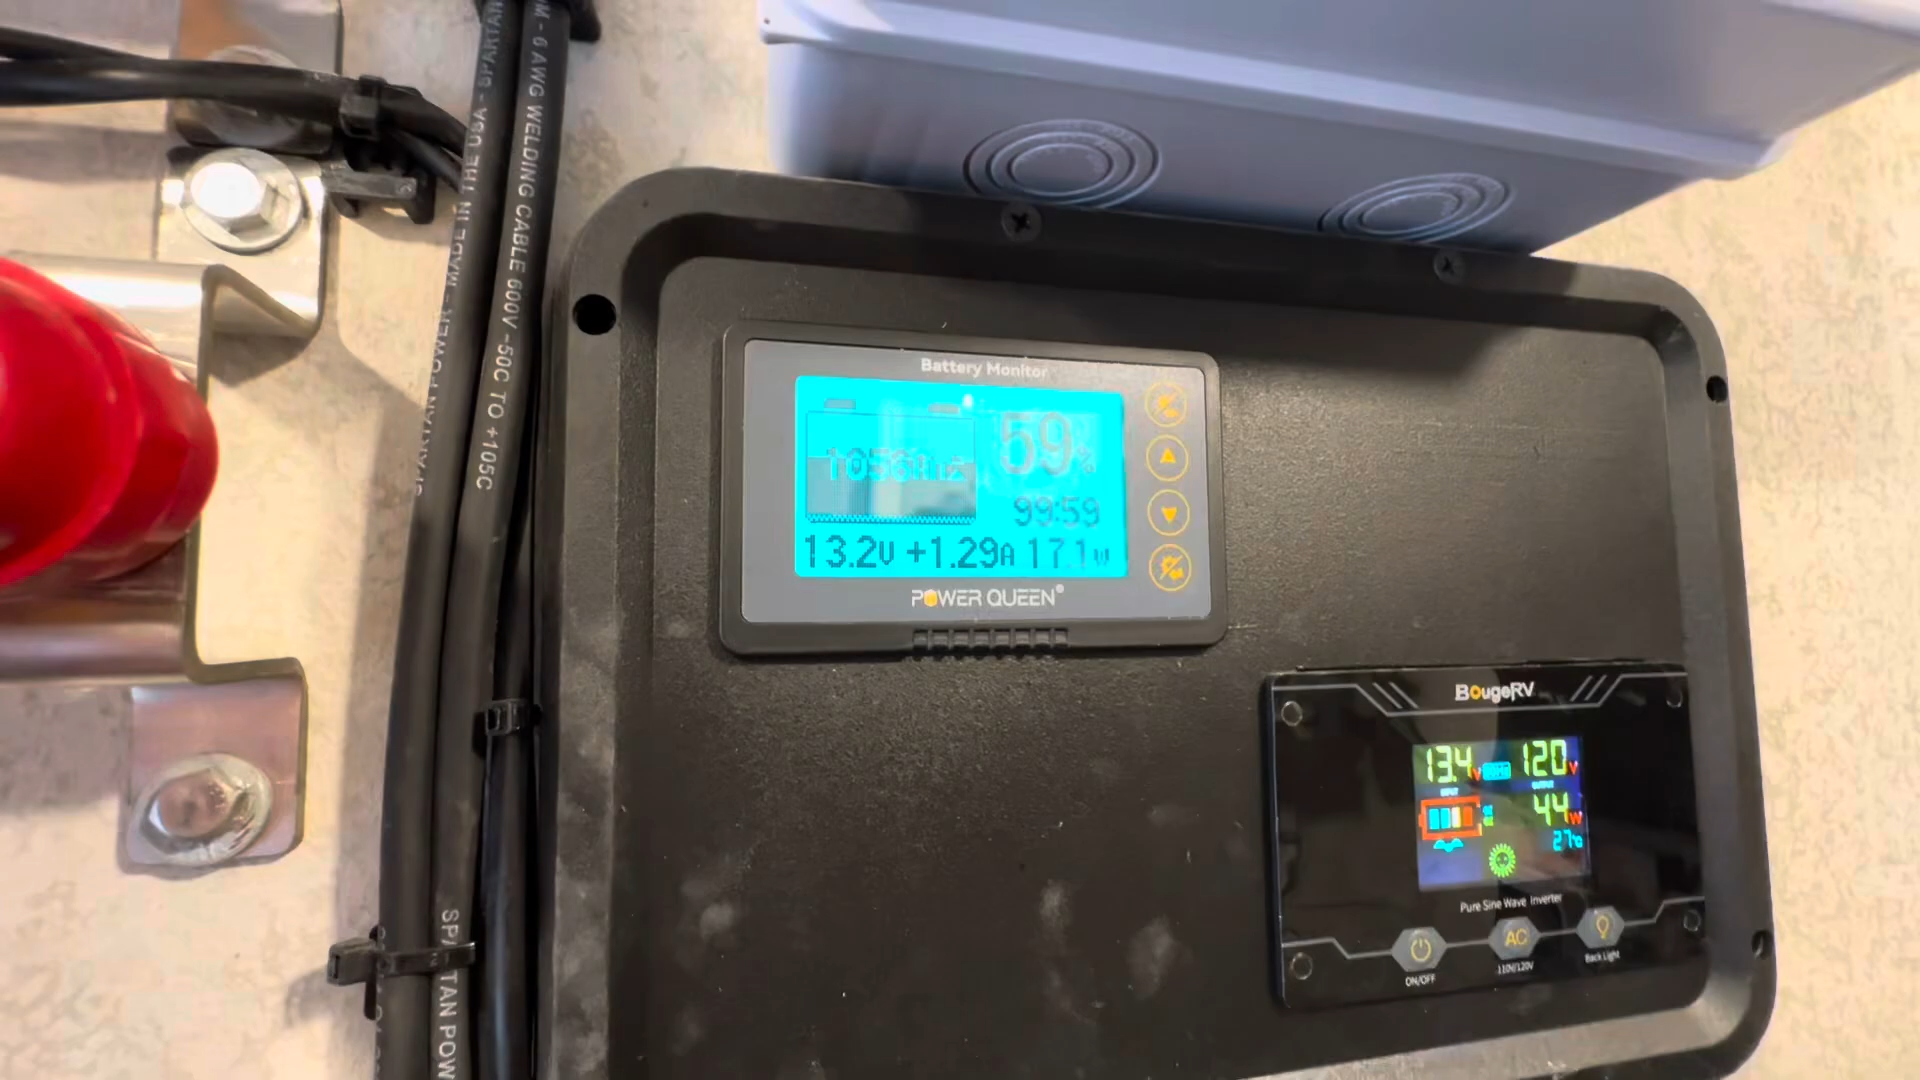 SPARTAN POWER - MADE IN THE USA - SPARTAN
M - 6 AWG WELDING CABLE 600V -50C TO +105C
SPARTAN POW
Battery Monitor
59%
99:59
13.2V +1.29A 17.1W
POWER QUEEN®
BougeRV
13.4V 120V
INPUT OUTPUT
44W
27°C
Pure Sine Wave Inverter
AC
ON/OFF 110V/120V Back Light